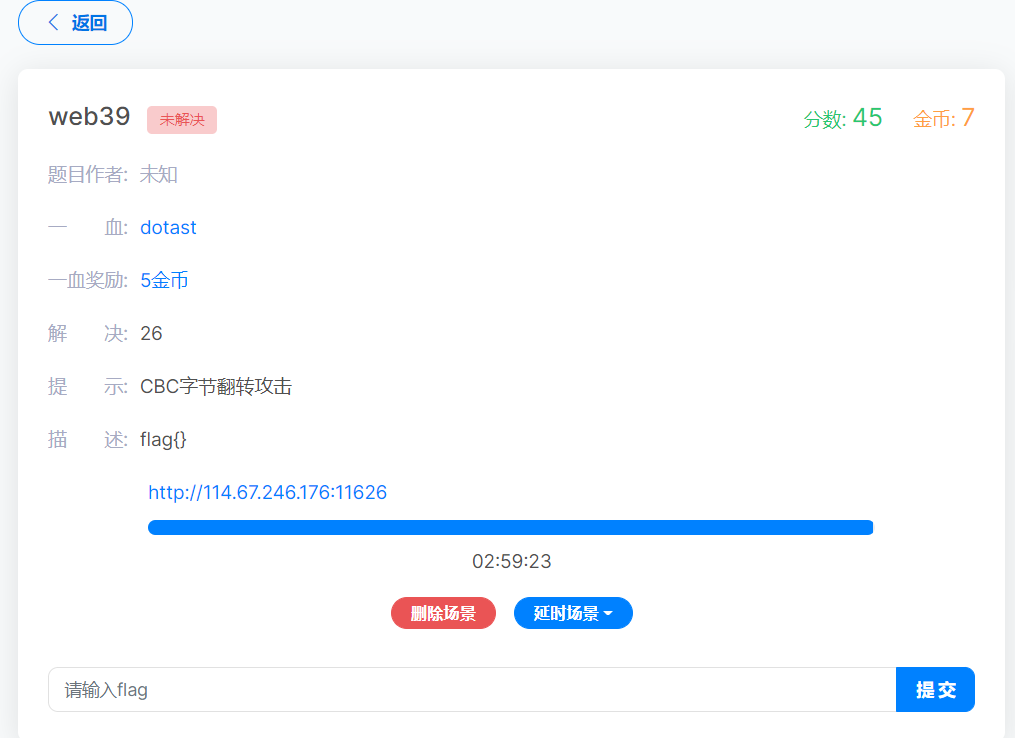 返回
web39 未解决 分数: 45 金币: 7
题目作者: 未知
一 血: dotast
一血奖励: 5金币
解 决: 26
提 示: CBC字节翻转攻击
描 述: flag{}
http://114.67.246.176:11626
02:59:23
删除场景 延时场景
请输入flag 提交